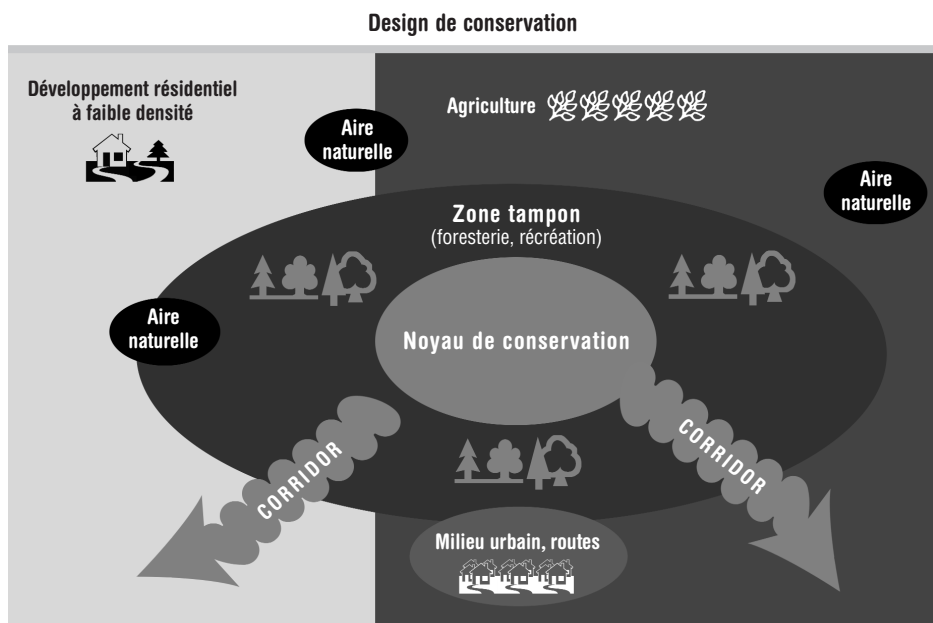 Design de conservation
Développement résidentiel
à faible densité
Agriculture
Aire
naturelle
Aire
naturelle
Zone tampon
(foresterie, récréation)
Aire
naturelle
Noyau de conservation
CORRIDOR
CORRIDOR
Milieu urbain, routes